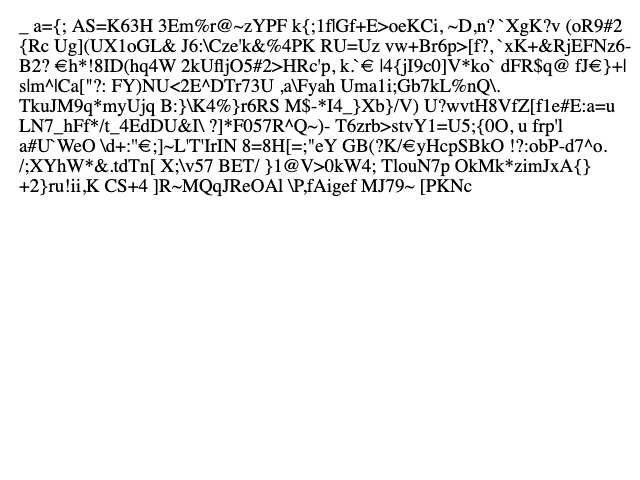 _ a={; AS=K63H 3Em%r@~zYPF k{;1f|Gf+E>oeKCi, ~D,n? `XgK?v (oR9#2
{Rc Ug](UX1oGL& J6:\Cze'k&%4PK RU=Uz vw+Br6p>[f?,`xK+&RjEFNz6-
B2? €h*!8ID(hq4W 2kUfljO5#2>HRc'p, k.`€ |4{jI9c0]V*ko` dFR$q@ fJ€}+|
s|m^|Ca["?: FY)NU<2E^DTr73U ,a\Fyah Uma1i;Gb7kL%nQ\.
TkuJM9q*myUjq B:}\K4%}r6RS M$-*I4_}Xb}/V) U?wvtH8VfZ[f1e#E:a=u
LN7_hFf*/t_4EdDU&I\ ?]*F057R^Q~)- T6zrb>stvY1=U5;{0O, u frp'l
a#U`WeO \d+:"€;]~L'T'IrIN 8=8H[=;"eY GB(?K/€yHcpSBkO !?:obP-d7^o.
/;XYhW*&.tdTn[ X;\v57 BET/ }1@V>0kW4; TlouN7p OkMk*zimJxA{}
+2}ru!ii,K CS+4 ]R~MQqJReOAl \P,fAigef MJ79~ [PKNc